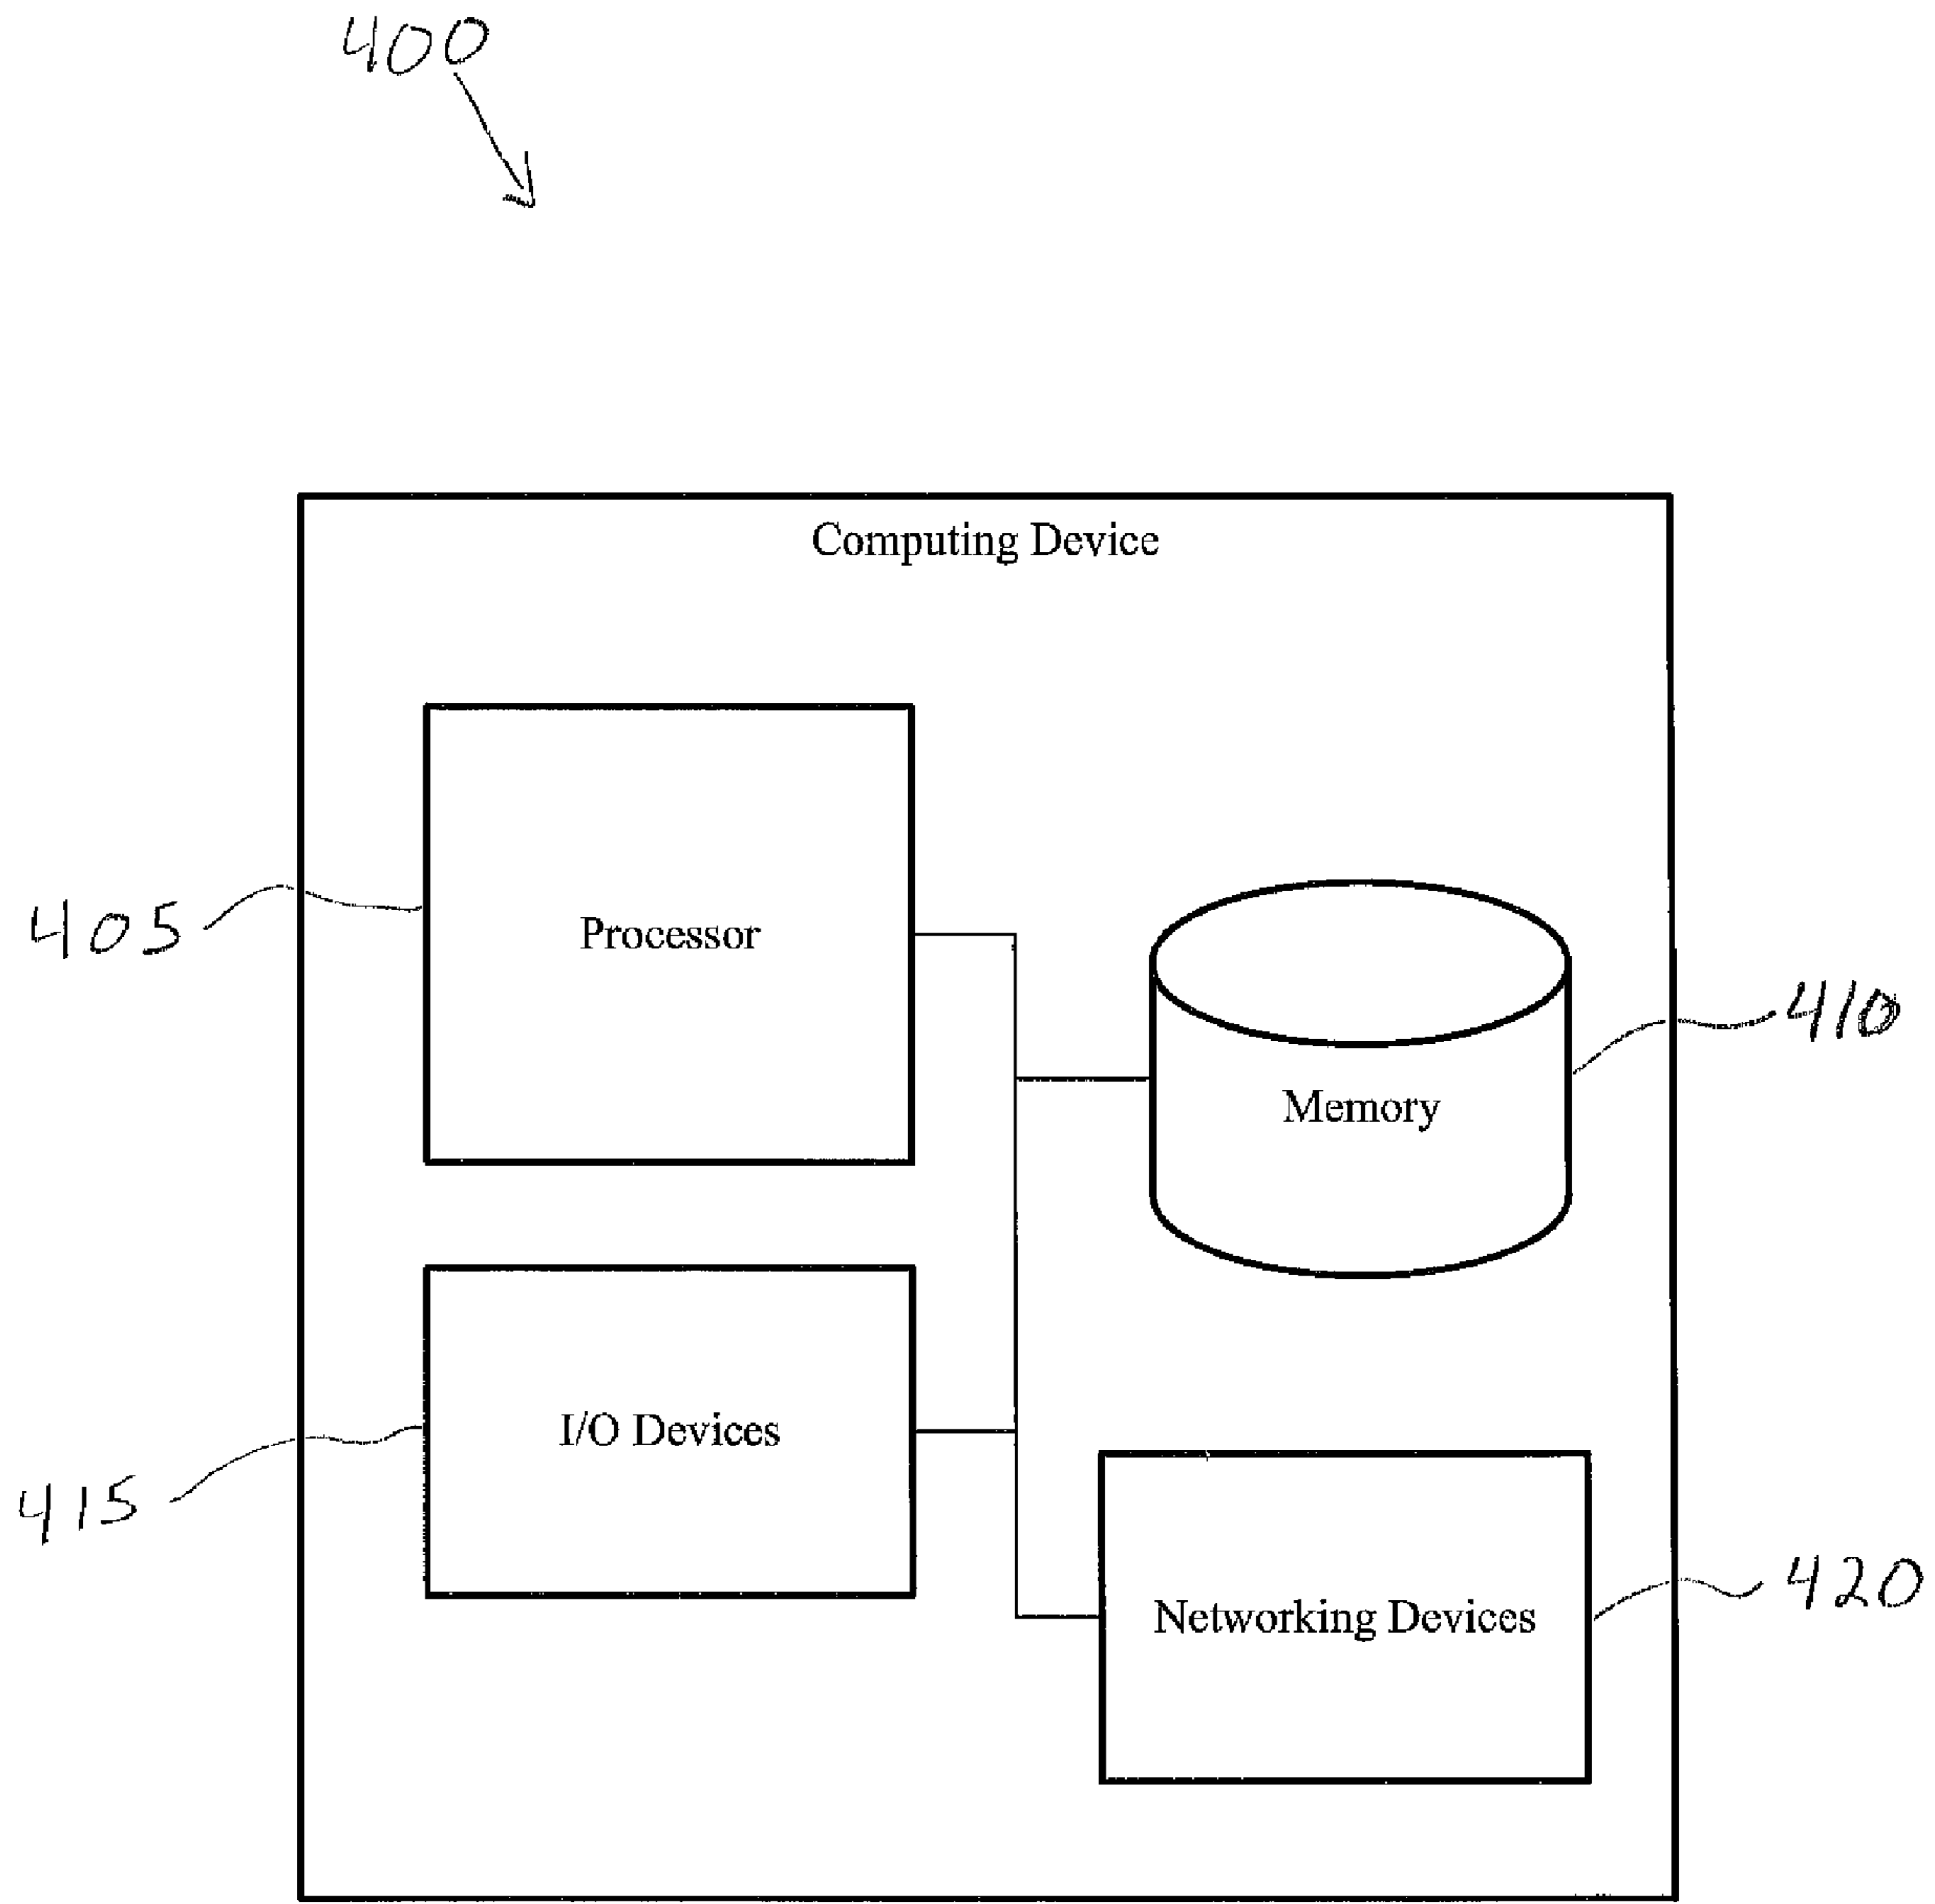 400
Computing Device
405
Processor
410
Memory
415
I/O Devices
420
Networking Devices